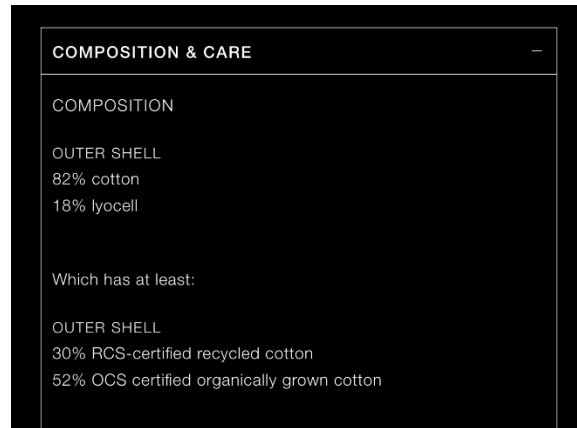 COMPOSITION & CARE
COMPOSITION
OUTER SHELL
82% cotton
18% lyocell
Which has at least:
OUTER SHELL
30% RCS-certified recycled cotton
52% OCS certified organically grown cotton